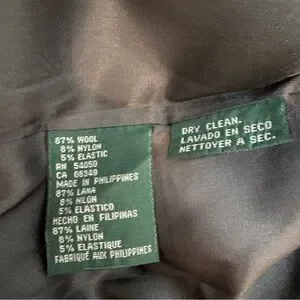 87% WOOL
8% NYLON
5% ELASTIC
RN 54050
CA 08349
MADE IN PHILIPPINES
87% LANA
8% NILON
5% ELASTICO
HECHO EN FILIPINAS
87% LAINE
8% NYLON
5% ELASTIQUE
FABRIQUÉ AUX PHILIPPINES
DRY CLEAN.
LAVADO EN SECO
NETTOYER A SEC.